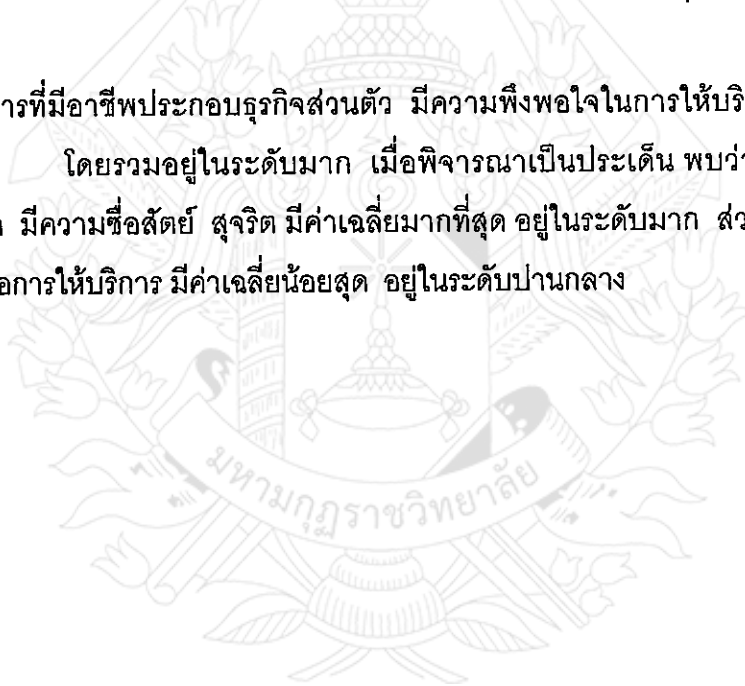 ารที่มีอาชีพประกอบธุรกิจส่วนตัว มีความพึงพอใจในการให้บริ
โดยรวมอยู่ในระดับมาก เมื่อพิจารณาเป็นประเด็น พบว่
มีความซื่อสัตย์ สุจริต มีค่าเฉลี่ยมากที่สุด อยู่ในระดับมาก ส่ว
อการให้บริการ มีค่าเฉลี่ยน้อยสุด อยู่ในระดับปานกลาง
มหามกุฏราชวิทยาลัย